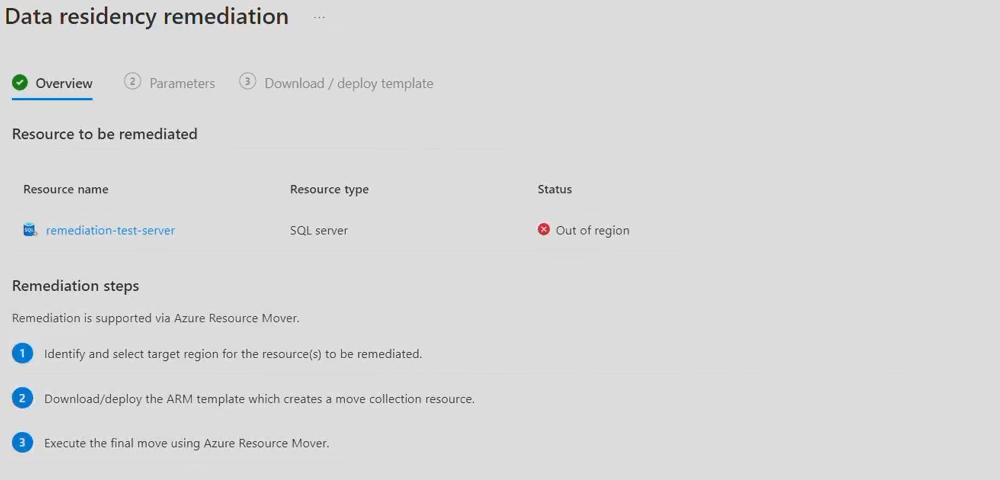 Data residency remediation ...
Overview 2 Parameters 3 Download / deploy template
Resource to be remediated
Resource name Resource type Status
SQL remediation-test-server SQL server Out of region
Remediation steps
Remediation is supported via Azure Resource Mover.
1 Identify and select target region for the resource(s) to be remediated.
2 Download/deploy the ARM template which creates a move collection resource.
3 Execute the final move using Azure Resource Mover.